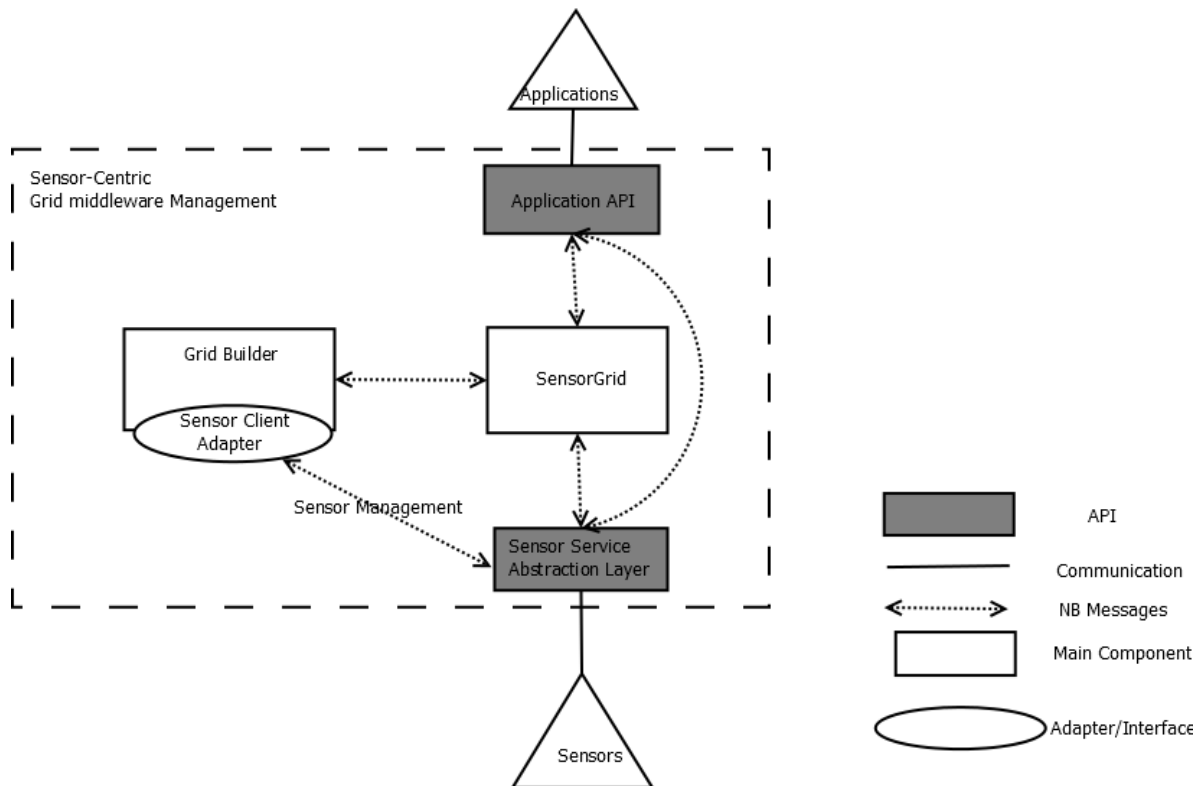 Applications
Sensor-Centric
Grid middleware Management
Application API
Grid Builder
SensorGrid
Sensor Client
Adapter
Sensor Management
Sensor Service
Abstraction Layer
Sensors
API
Communication
NB Messages
Main Component
Adapter/Interface